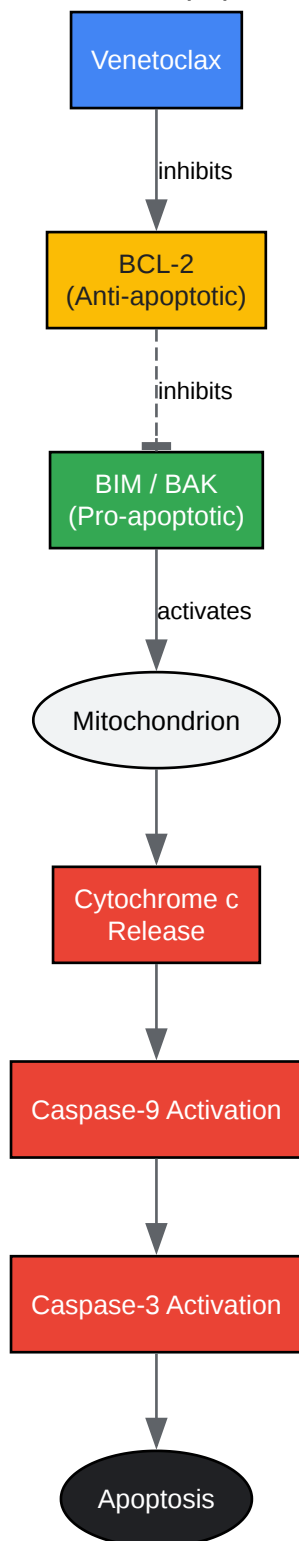 Venetoclax
inhibits
BCL-2
(Anti-apoptotic)
inhibits
BIM / BAK
(Pro-apoptotic)
activates
Mitochondrion
Cytochrome c
Release
Caspase-9 Activation
Caspase-3 Activation
Apoptosis